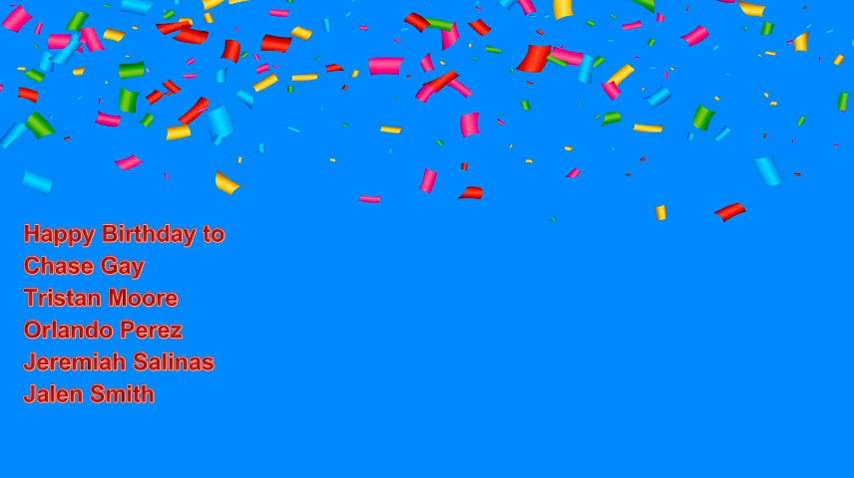 Happy Birthday to
Chase Gay
Tristan Moore
Orlando Perez
Jeremiah Salinas
Jalen Smith